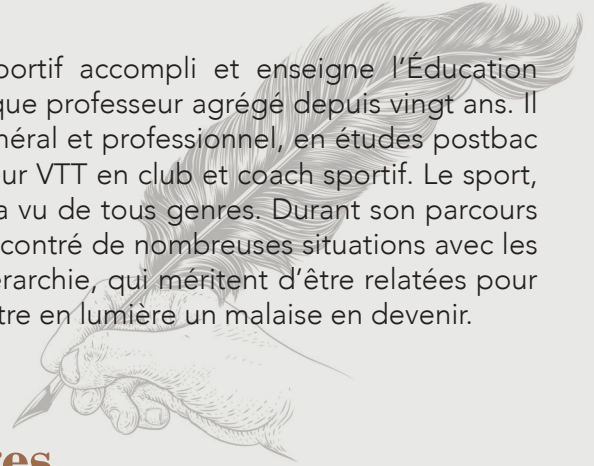 portif accompli et enseigne l’Éducation
que professeur agrégé depuis vingt ans. Il
néral et professionnel, en études postbac
ur VTT en club et coach sportif. Le sport,
a vu de tous genres. Durant son parcours
contré de nombreuses situations avec les
érarchie, qui méritent d’être relatées pour
tre en lumière un malaise en devenir.
res